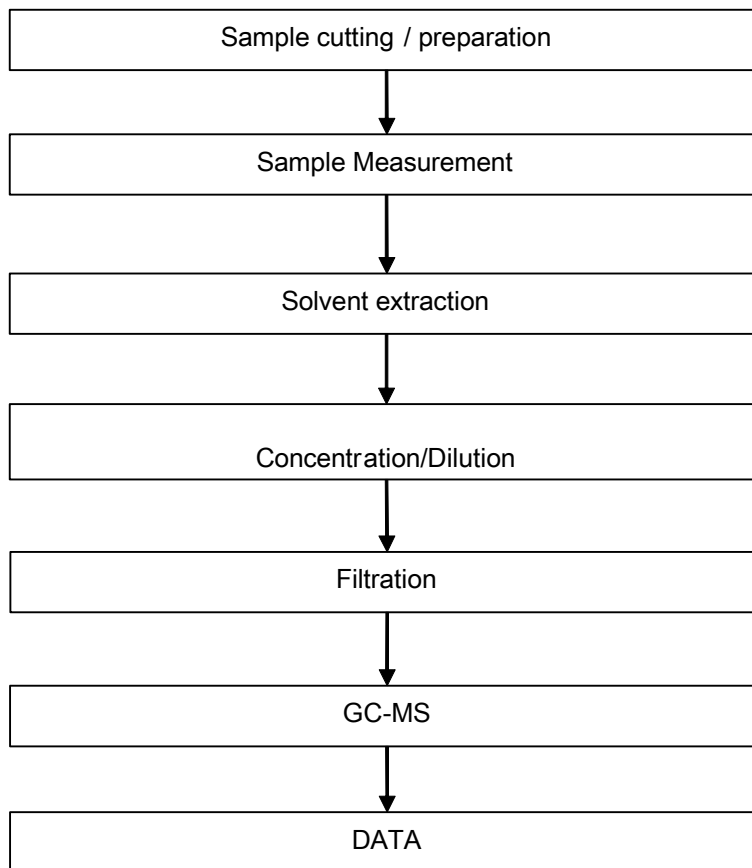 Sample cutting / preparation
Sample Measurement
Solvent extraction
Concentration/Dilution
Filtration
GC-MS
DATA